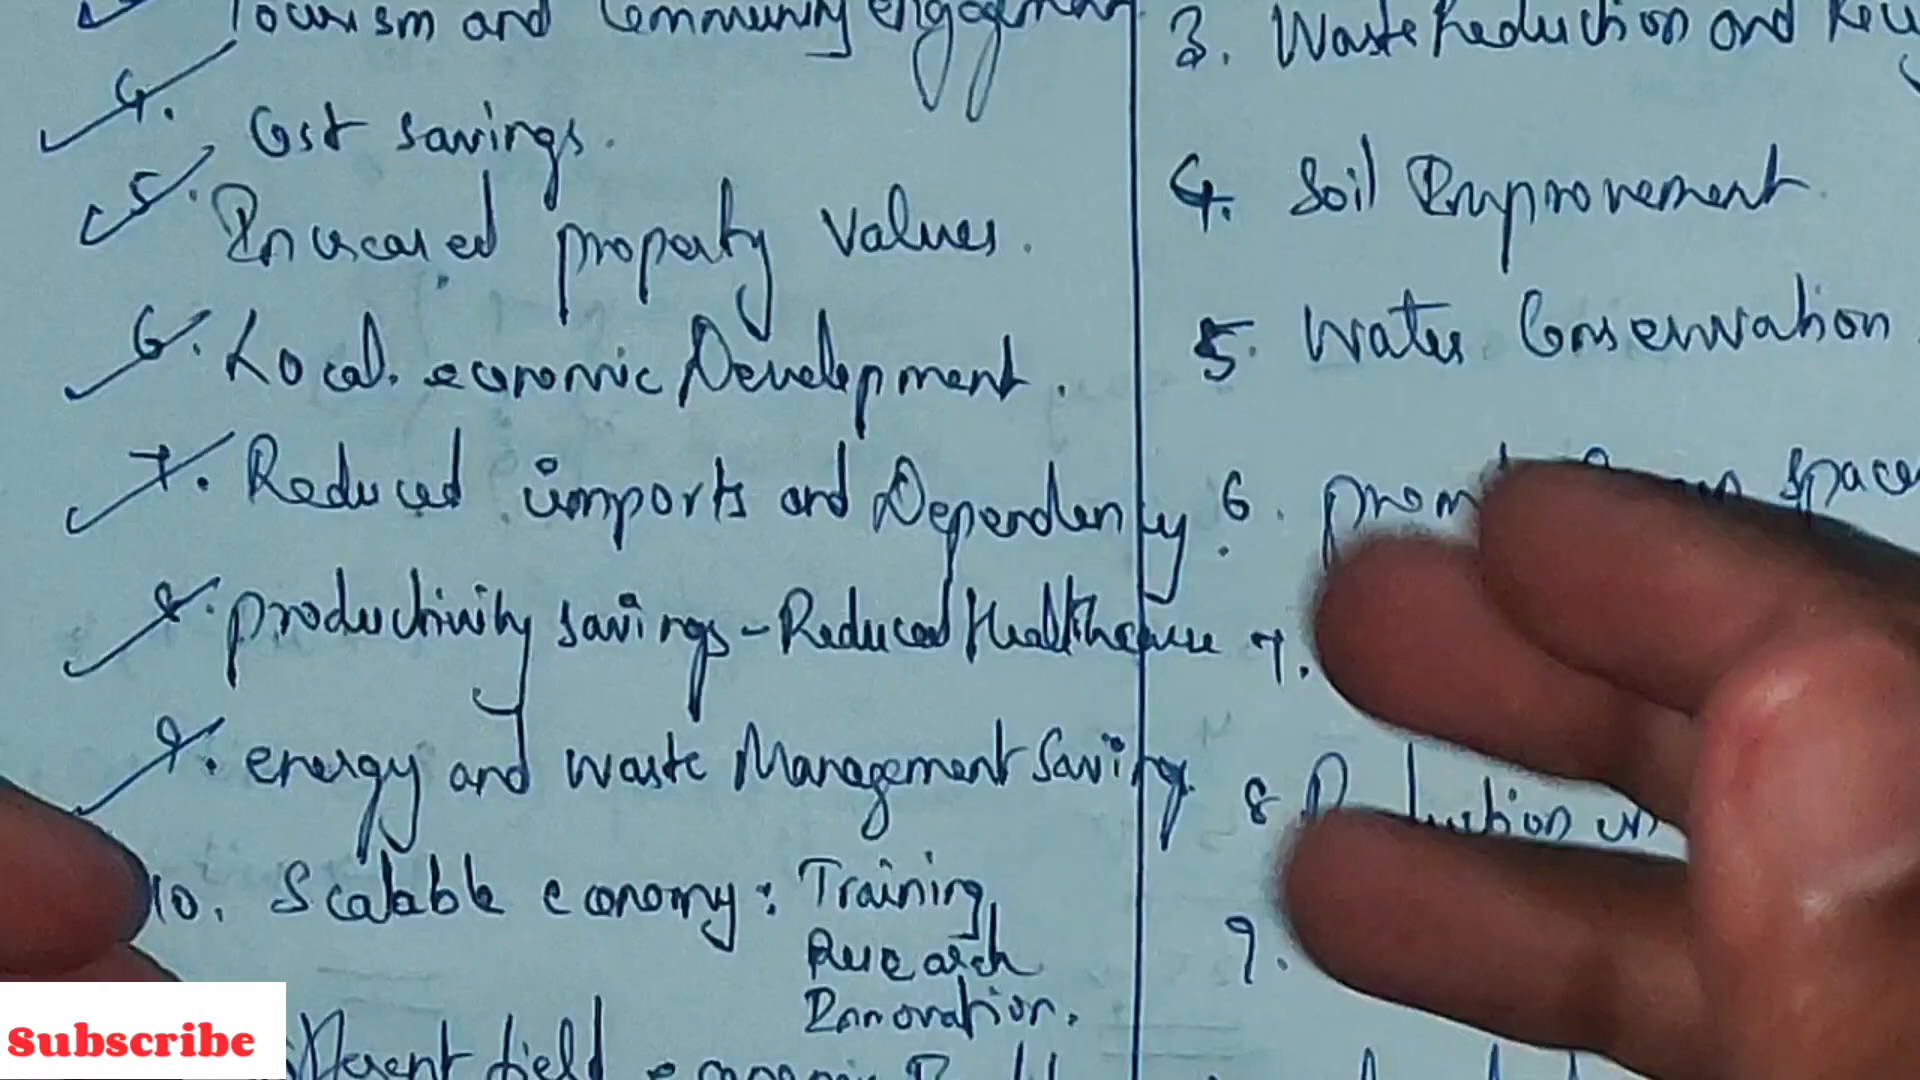 Tourism and Community engagement
4. Cost savings.
5. Increased property values.
6. Local economic Development.
7. Reduced imports and Dependency
8. productivity savings - Reduced Healthcare
9. energy and waste Management Savings
10. Scalable economy: Training
Research
Innovation.
field
3. Waste Reduction and
4. Soil Improvement
5. Water Conservation
6. Space
7.
8
9.
Subscribe